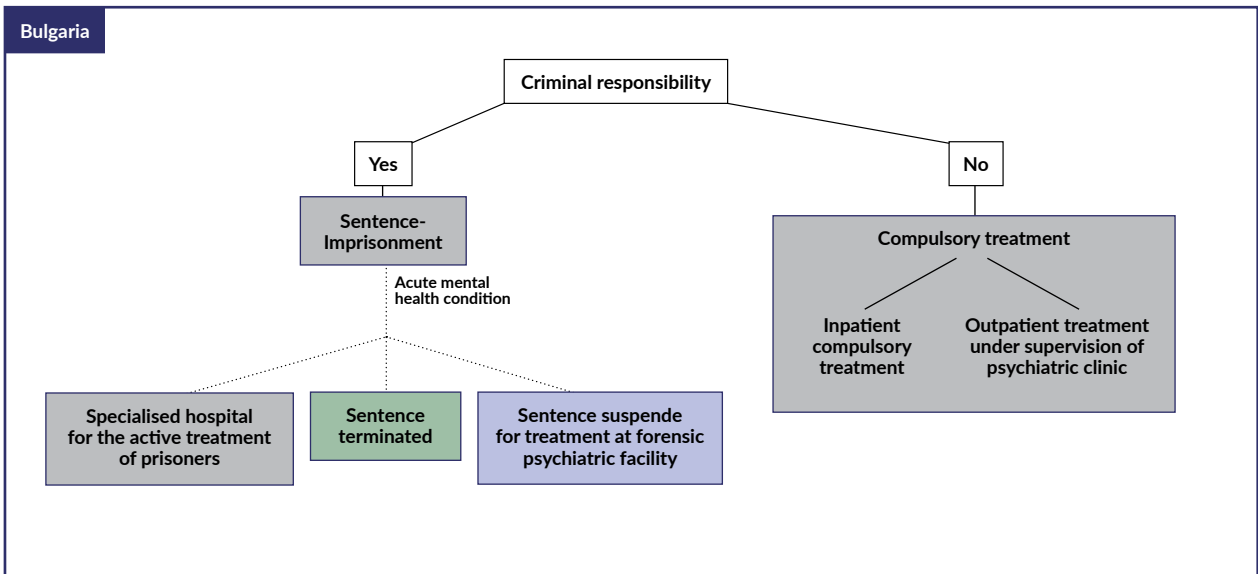 Bulgaria
Criminal responsibility
Yes
No
Sentence-
Imprisonment
Compulsory treatment
Acute mental
health condition
Inpatient
compulsory
treatment
Outpatient treatment
under supervision of
psychiatric clinic
Specialised hospital
for the active treatment
of prisoners
Sentence
terminated
Sentence suspende
for treatment at forensic
psychiatric facility